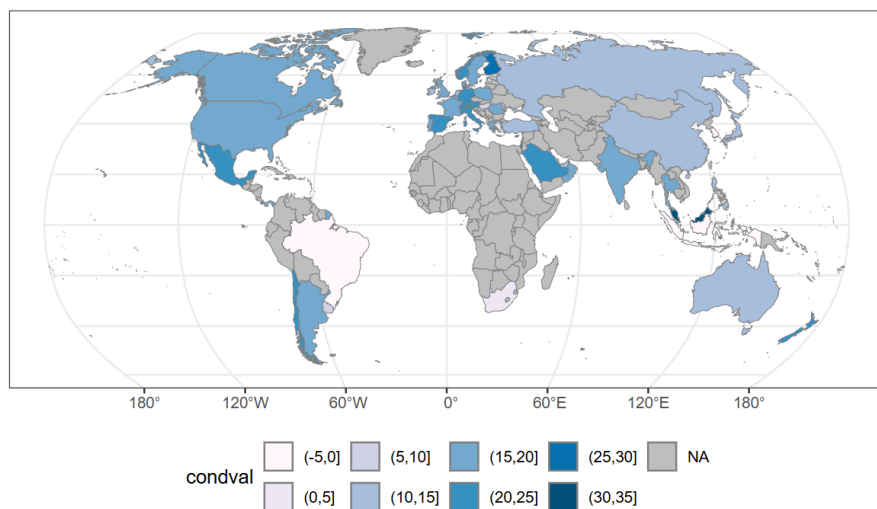 180° 120°W 60°W 0° 60°E 120°E 180°
condval
(-5,0] (5,10] (15,20] (25,30] NA
(0,5] (10,15] (20,25] (30,35]